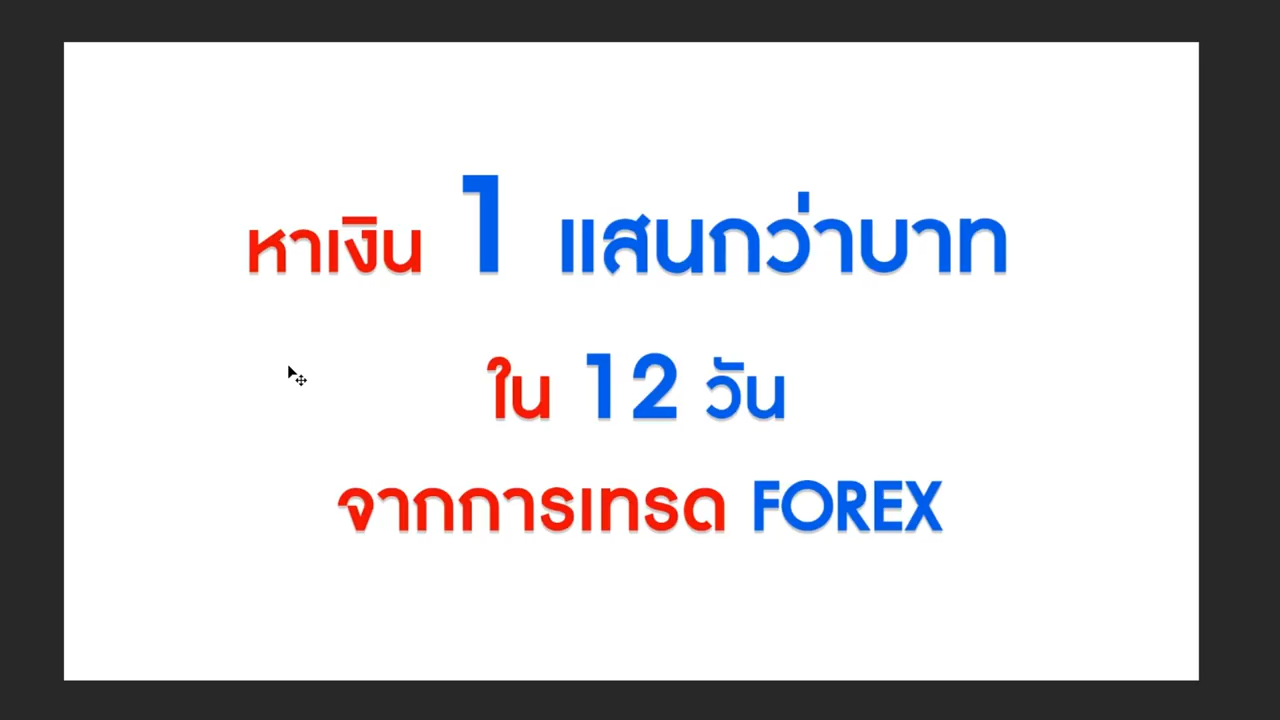 หาเงิน 1 แสนกว่าบาท
ใน 12 วัน
จากการเทรด FOREX